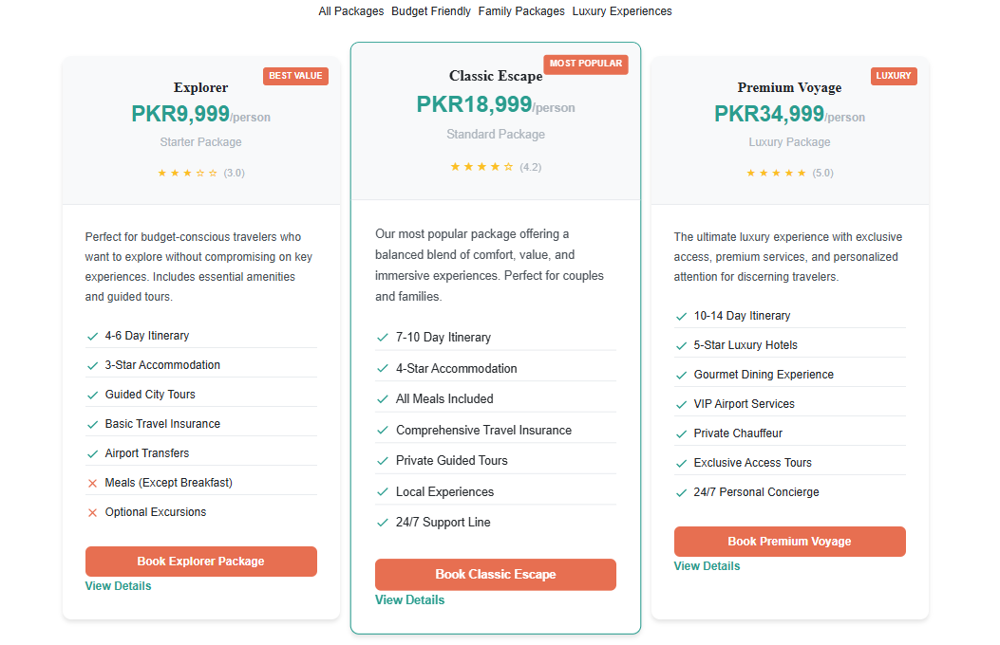 All Packages Budget Friendly Family Packages Luxury Experiences
BEST VALUE
Explorer
PKR9,999/person
Starter Package
★ ★ ★ ☆ ☆ (3.0)
Perfect for budget-conscious travelers who
want to explore without compromising on key
experiences. Includes essential amenities
and guided tours.
4-6 Day Itinerary
3-Star Accommodation
Guided City Tours
Basic Travel Insurance
Airport Transfers
Meals (Except Breakfast)
Optional Excursions
Book Explorer Package
View Details
MOST POPULAR
Classic Escape
PKR18,999/person
Standard Package
★ ★ ★ ★ ☆ (4.2)
Our most popular package offering a
balanced blend of comfort, value, and
immersive experiences. Perfect for couples
and families.
7-10 Day Itinerary
4-Star Accommodation
All Meals Included
Comprehensive Travel Insurance
Private Guided Tours
Local Experiences
24/7 Support Line
Book Classic Escape
View Details
LUXURY
Premium Voyage
PKR34,999/person
Luxury Package
★ ★ ★ ★ ★ (5.0)
The ultimate luxury experience with exclusive
access, premium services, and personalized
attention for discerning travelers.
10-14 Day Itinerary
5-Star Luxury Hotels
Gourmet Dining Experience
VIP Airport Services
Private Chauffeur
Exclusive Access Tours
24/7 Personal Concierge
Book Premium Voyage
View Details